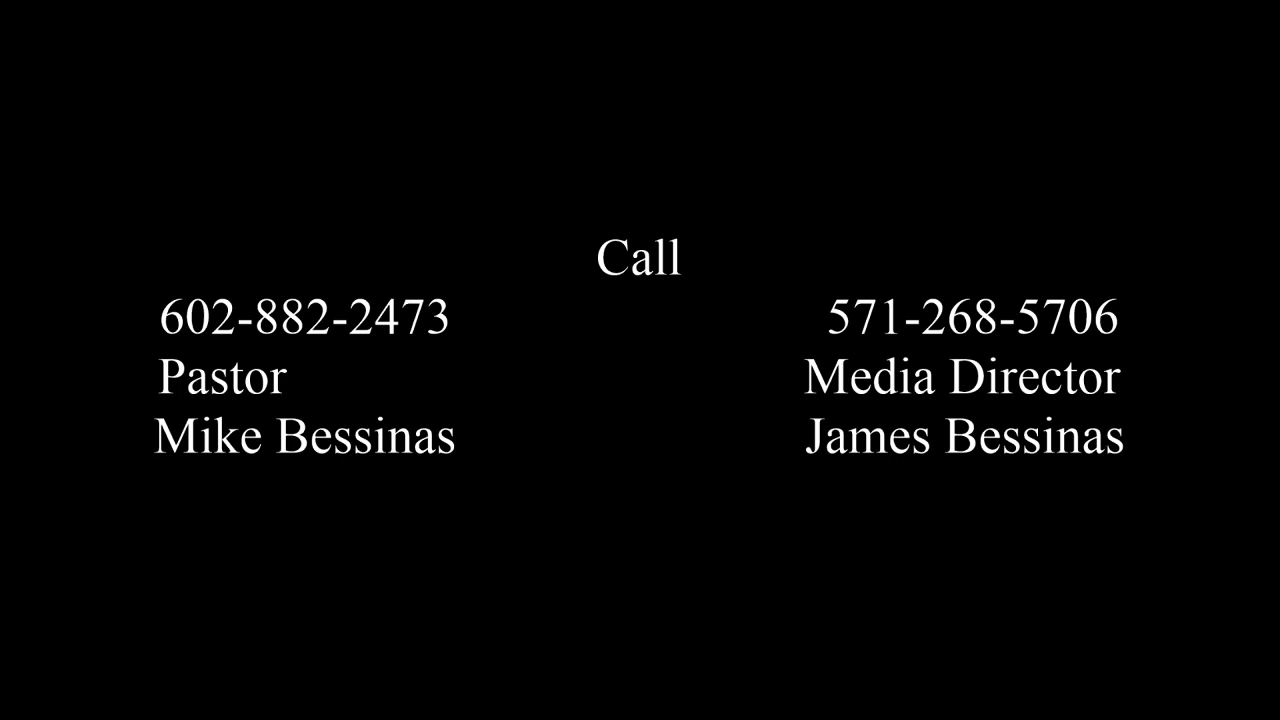 Call
602-882-2473 571-268-5706
Pastor Media Director
Mike Bessinas James Bessinas